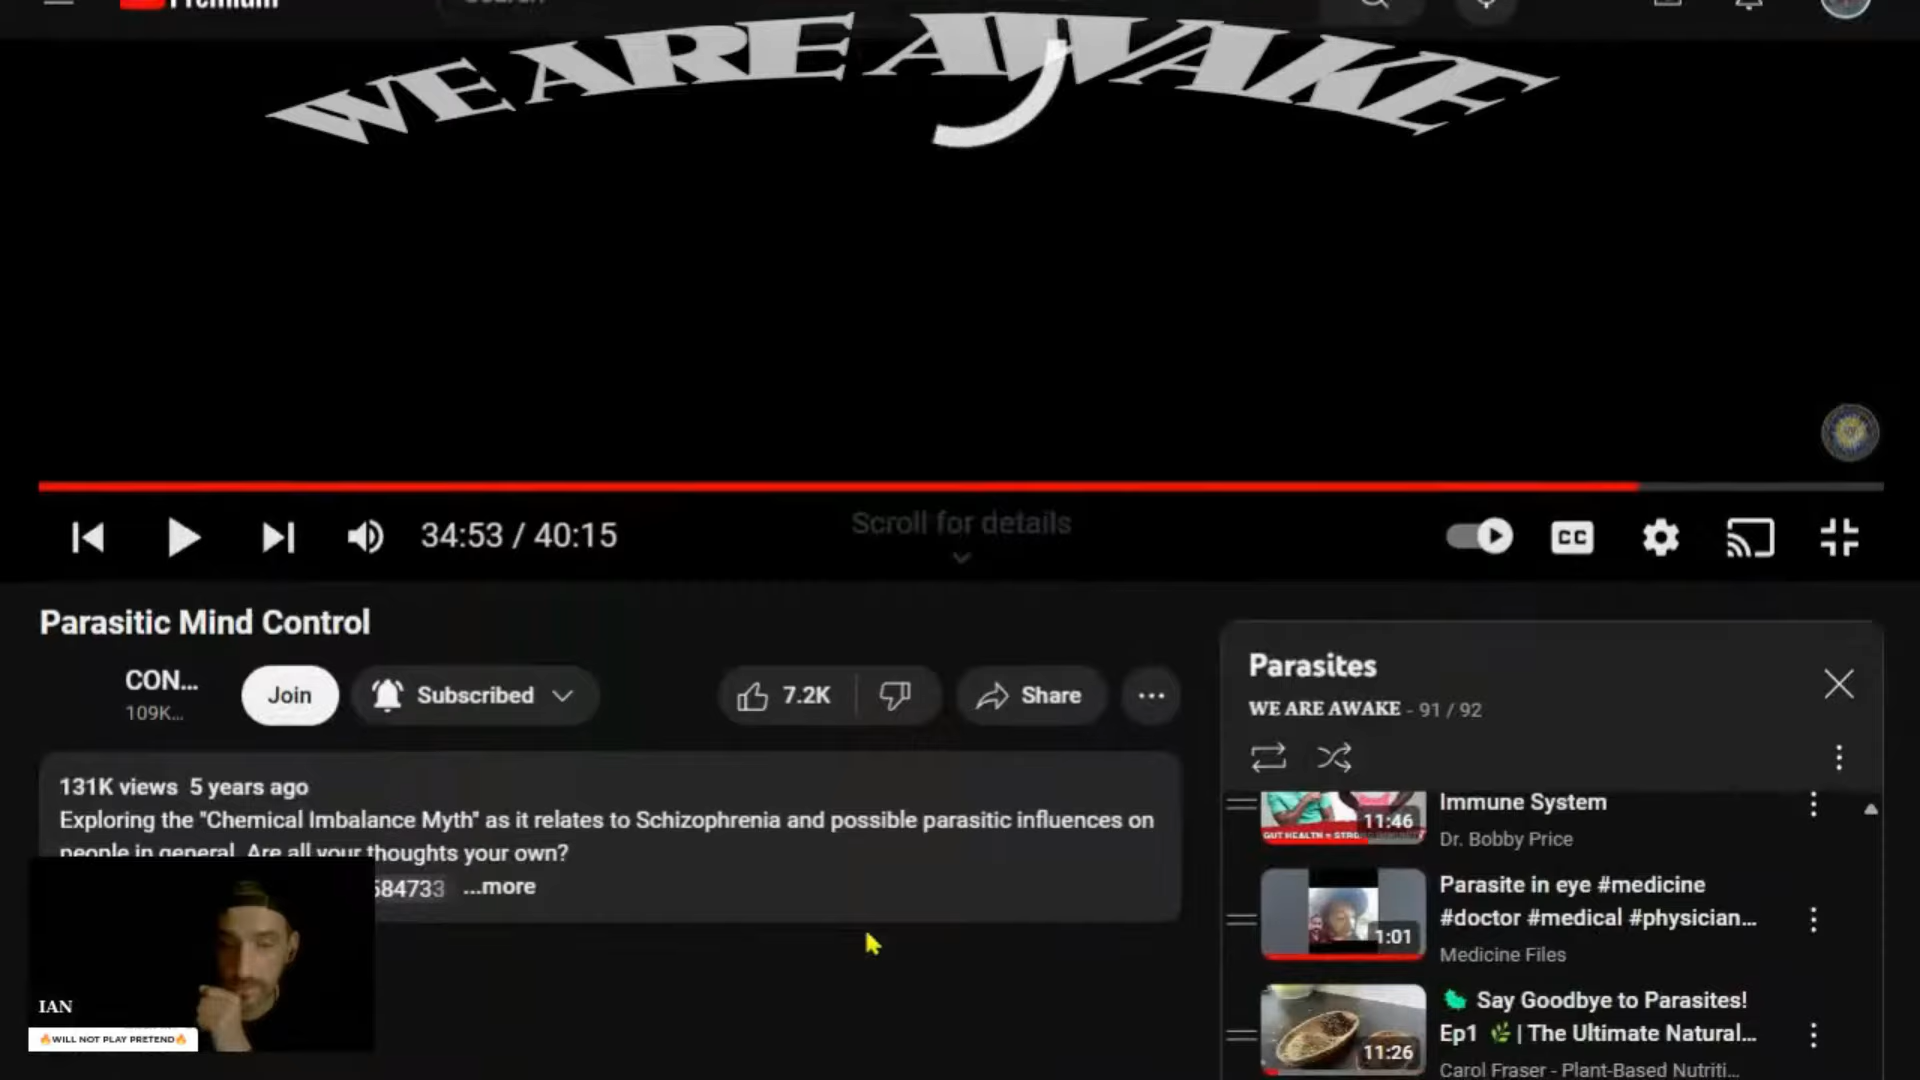 Premium
Search
WE ARE AWAKE
34:53 / 40:15
Scroll for details
CC
Parasitic Mind Control
CON...
109K...
Join
Subscribed
7.2K
Share
131K views 5 years ago
Exploring the "Chemical Imbalance Myth" as it relates to Schizophrenia and possible parasitic influences on
people in general. Are all your thoughts your own?
584733 ...more
IAN
🔥WILL NOT PLAY PRETEND🔥
Parasites
WE ARE AWAKE - 91 / 92
11:46
Immune System
Dr. Bobby Price
1:01
Parasite in eye #medicine
#doctor #medical #physician...
Medicine Files
11:26
Say Goodbye to Parasites!
Ep1 🌿 | The Ultimate Natural...
Carol Fraser - Plant-Based Nutriti...